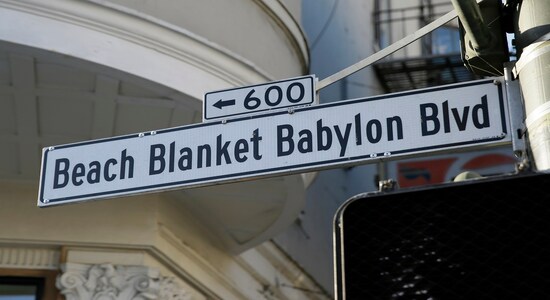 ← 600
Beach Blanket Babylon Blvd